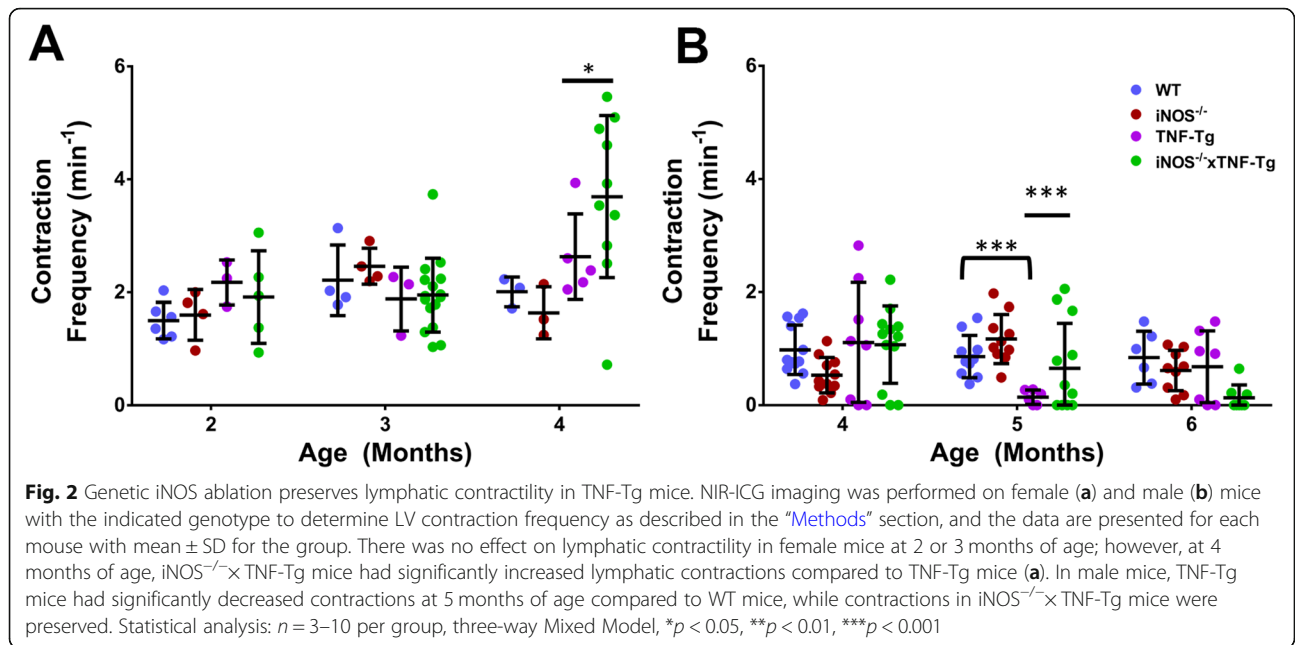 A
B
6
4
2
0
Contraction
Frequency (min⁻¹)
*
2
3
4
Age (Months)
6
4
2
0
Contraction
Frequency (min⁻¹)
***
***
4
5
6
Age (Months)
WT
iNOS⁻/⁻
TNF-Tg
iNOS⁻/⁻xTNF-Tg
Fig. 2 Genetic iNOS ablation preserves lymphatic contractility in TNF-Tg mice. NIR-ICG imaging was performed on female (a) and male (b) mice
with the indicated genotype to determine LV contraction frequency as described in the “Methods” section, and the data are presented for each
mouse with mean ± SD for the group. There was no effect on lymphatic contractility in female mice at 2 or 3 months of age; however, at 4
months of age, iNOS⁻/⁻ × TNF-Tg mice had significantly increased lymphatic contractions compared to TNF-Tg mice (a). In male mice, TNF-Tg
mice had significantly decreased contractions at 5 months of age compared to WT mice, while contractions in iNOS⁻/⁻ × TNF-Tg mice were
preserved. Statistical analysis: n = 3–10 per group, three-way Mixed Model, *p < 0.05, **p < 0.01, ***p < 0.001